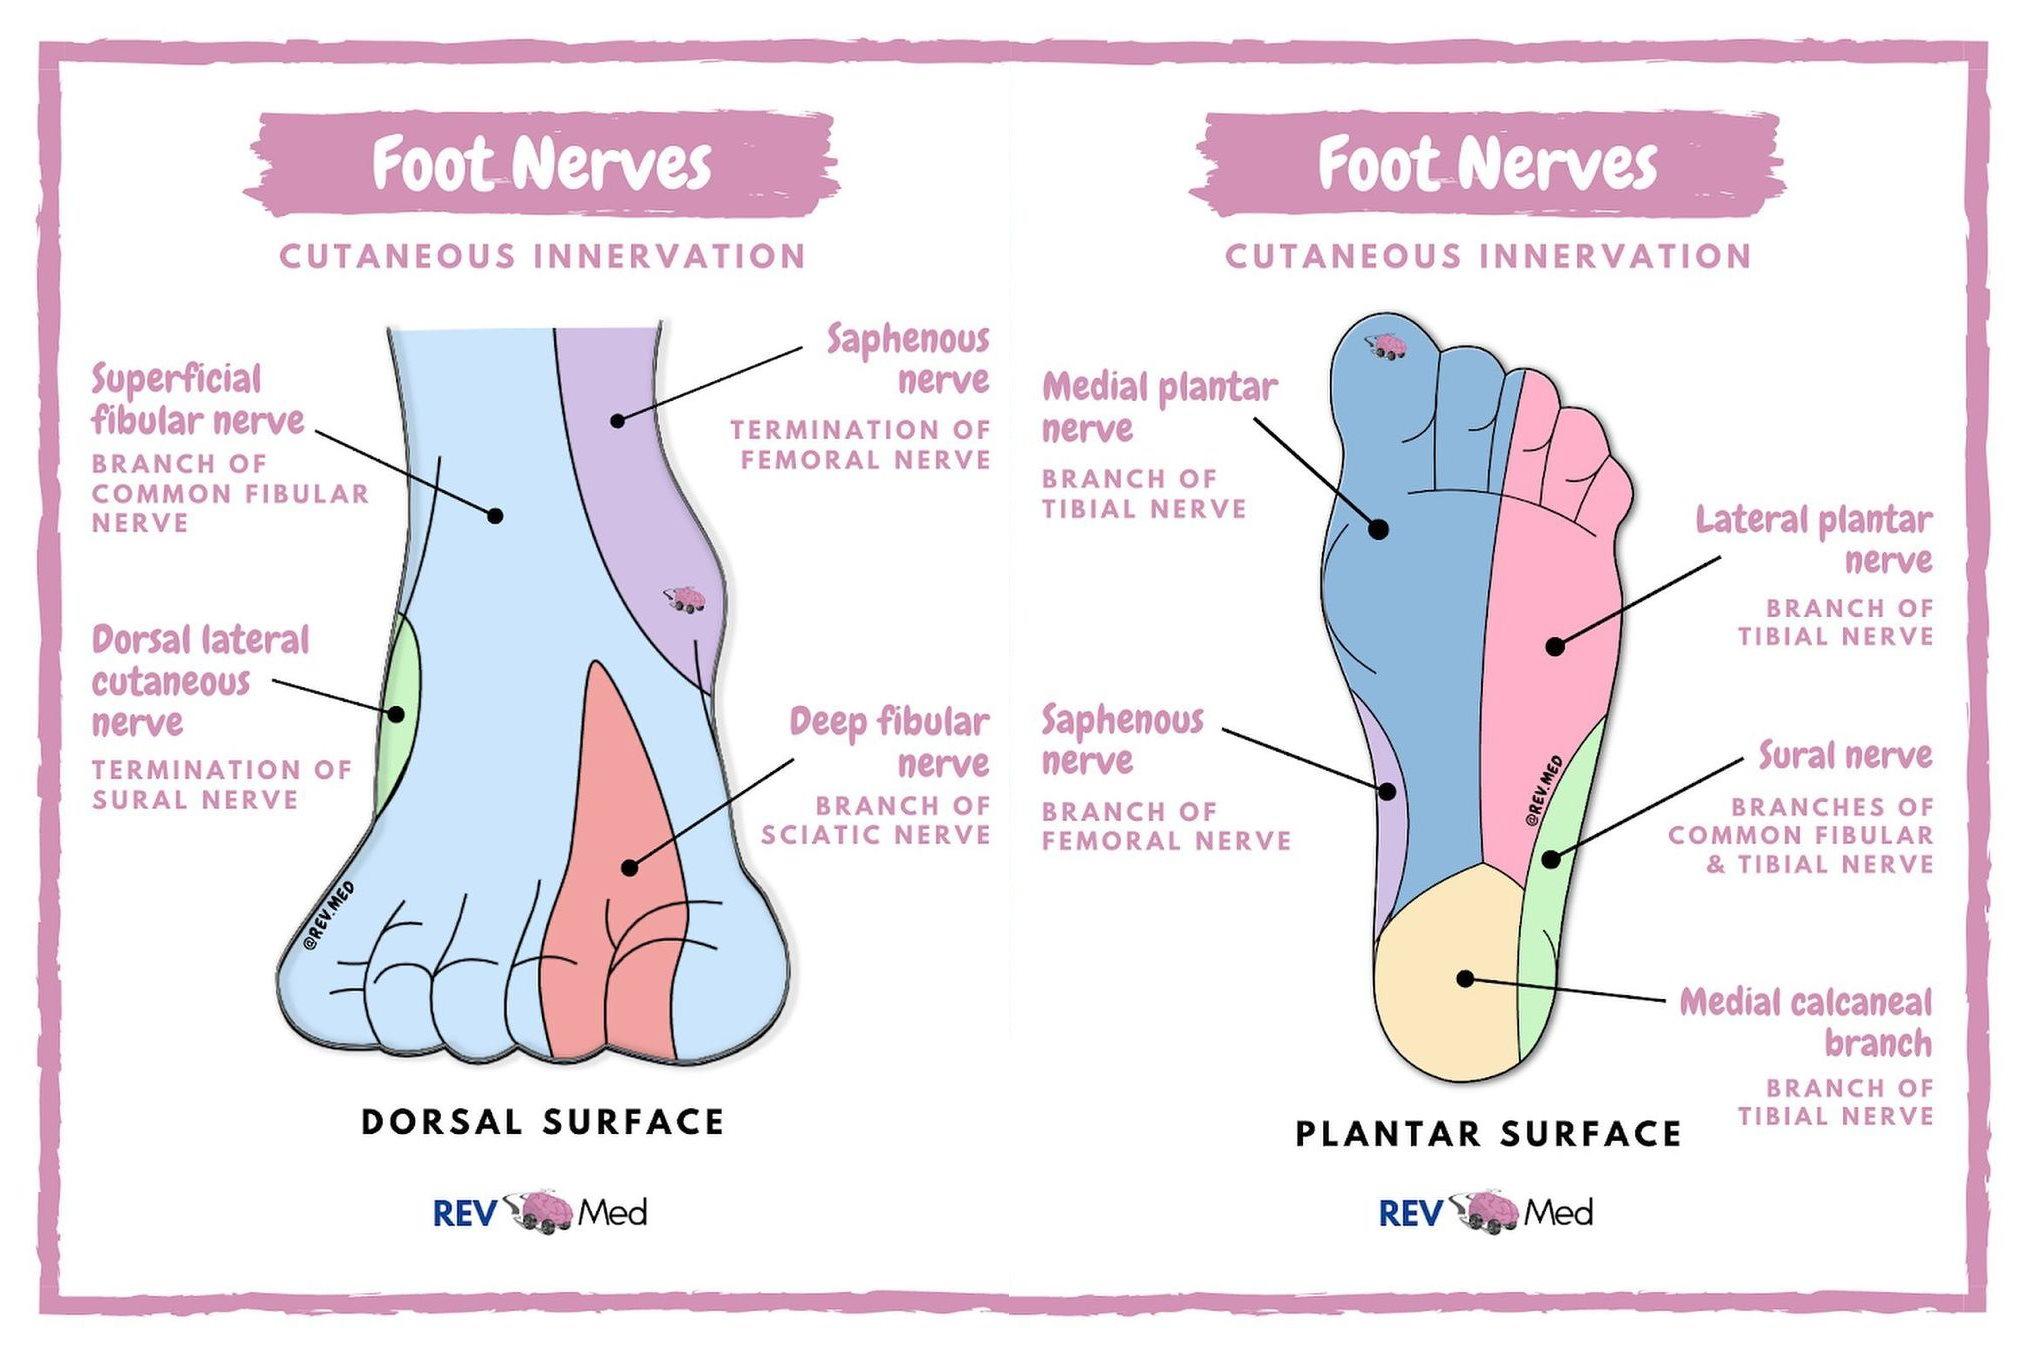 Foot Nerves
CUTANEOUS INNERVATION
Superficial
fibular nerve
BRANCH OF
COMMON FIBULAR
NERVE
Saphenous
nerve
TERMINATION OF
FEMORAL NERVE
Dorsal lateral
cutaneous
nerve
TERMINATION OF
SURAL NERVE
Deep fibular
nerve
BRANCH OF
SCIATIC NERVE
@REV.MED
DORSAL SURFACE
REV Med
Foot Nerves
CUTANEOUS INNERVATION
Medial plantar
nerve
BRANCH OF
TIBIAL NERVE
Lateral plantar
nerve
BRANCH OF
TIBIAL NERVE
Saphenous
nerve
BRANCH OF
FEMORAL NERVE
@REV.MED
Sural nerve
BRANCHES OF
COMMON FIBULAR
& TIBIAL NERVE
Medial calcaneal
branch
BRANCH OF
TIBIAL NERVE
PLANTAR SURFACE
REV Med